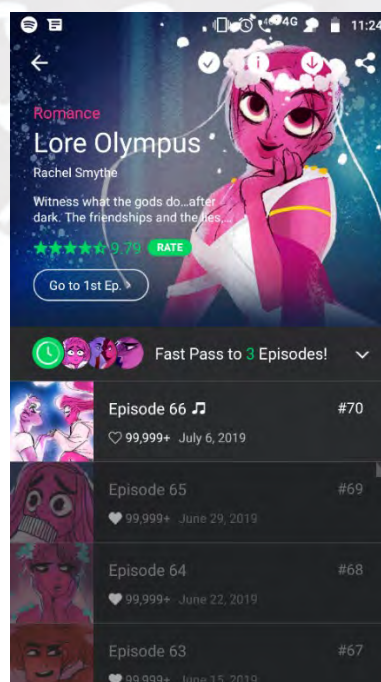 4G 11:24
Romance
Lore Olympus
Rachel Smythe
Witness what the gods do...after
dark. The friendships and the lies,...
9.79 RATE
Go to 1st Ep.
Fast Pass to 3 Episodes!
Episode 66 #70
99,999+ July 6, 2019
Episode 65 #69
99,999+ June 29, 2019
Episode 64 #68
99,999+ June 22, 2019
Episode 63 #67
99,999+ June 15, 2019